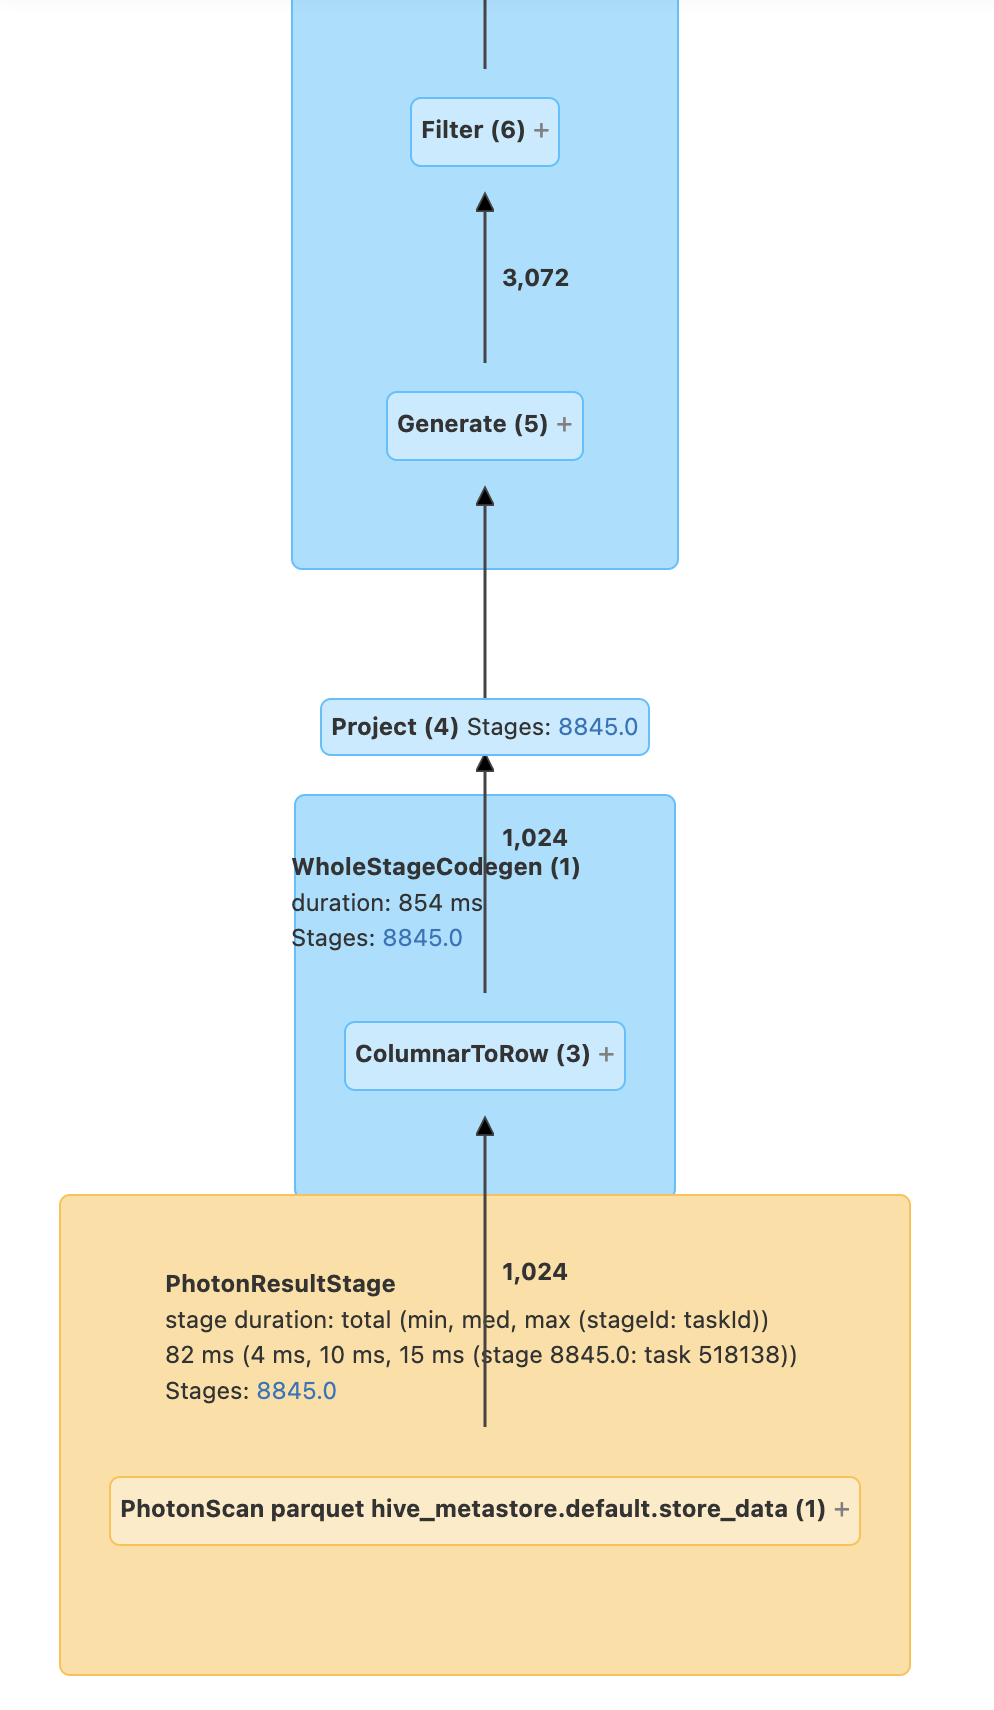 Filter (6) +
3,072
Generate (5) +
Project (4) Stages: 8845.0
1,024
WholeStageCodegen (1)
duration: 854 ms
Stages: 8845.0
ColumnarToRow (3) +
1,024
PhotonResultStage
stage duration: total (min, med, max (stageId: taskId))
82 ms (4 ms, 10 ms, 15 ms (stage 8845.0: task 518138))
Stages: 8845.0
PhotonScan parquet hive_metastore.default.store_data (1) +